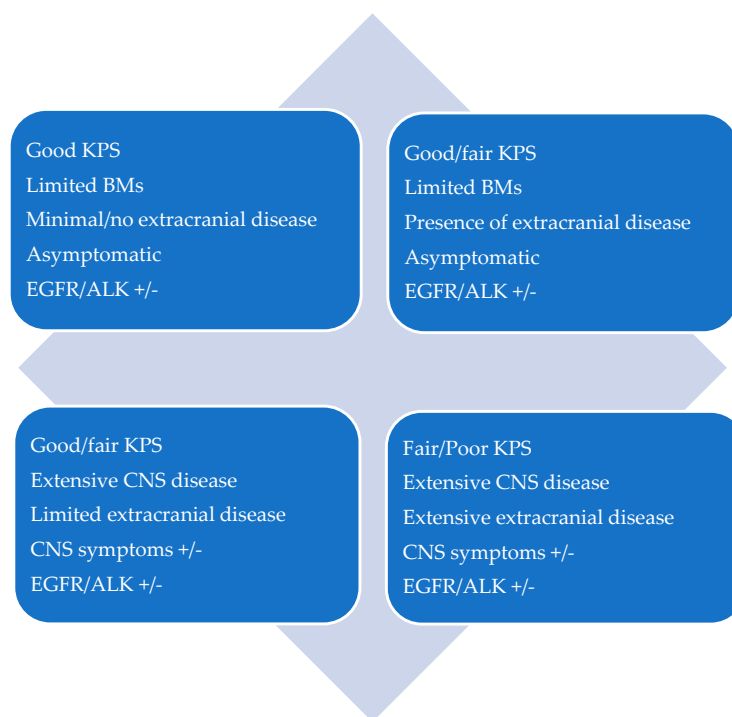 Good KPS
Limited BMs
Minimal/no extracranial disease
Asymptomatic
EGFR/ALK +/-
Good/fair KPS
Limited BMs
Presence of extracranial disease
Asymptomatic
EGFR/ALK +/-
Good/fair KPS
Extensive CNS disease
Limited extracranial disease
CNS symptoms +/-
EGFR/ALK +/-
Fair/Poor KPS
Extensive CNS disease
Extensive extracranial disease
CNS symptoms +/-
EGFR/ALK +/-